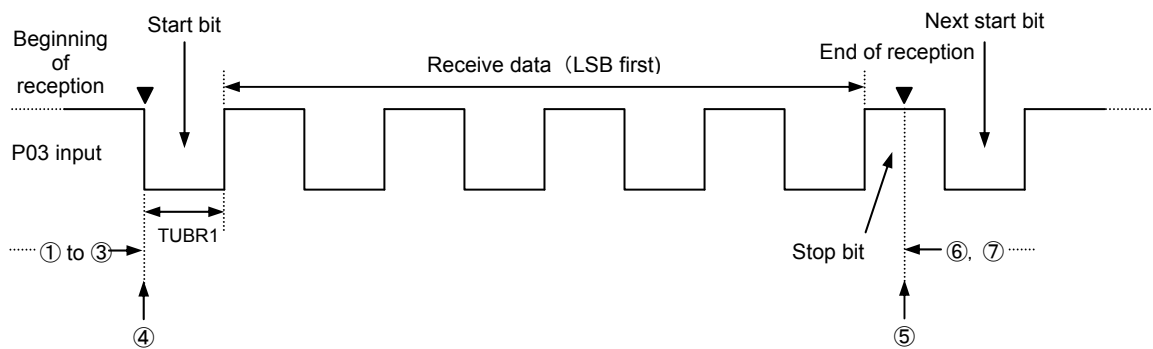 Start bit
Next start bit
Beginning
of
reception
End of reception
Receive data（LSB first)
P03 input
TUBR1
① to ③
Stop bit
⑥, ⑦
④
⑤